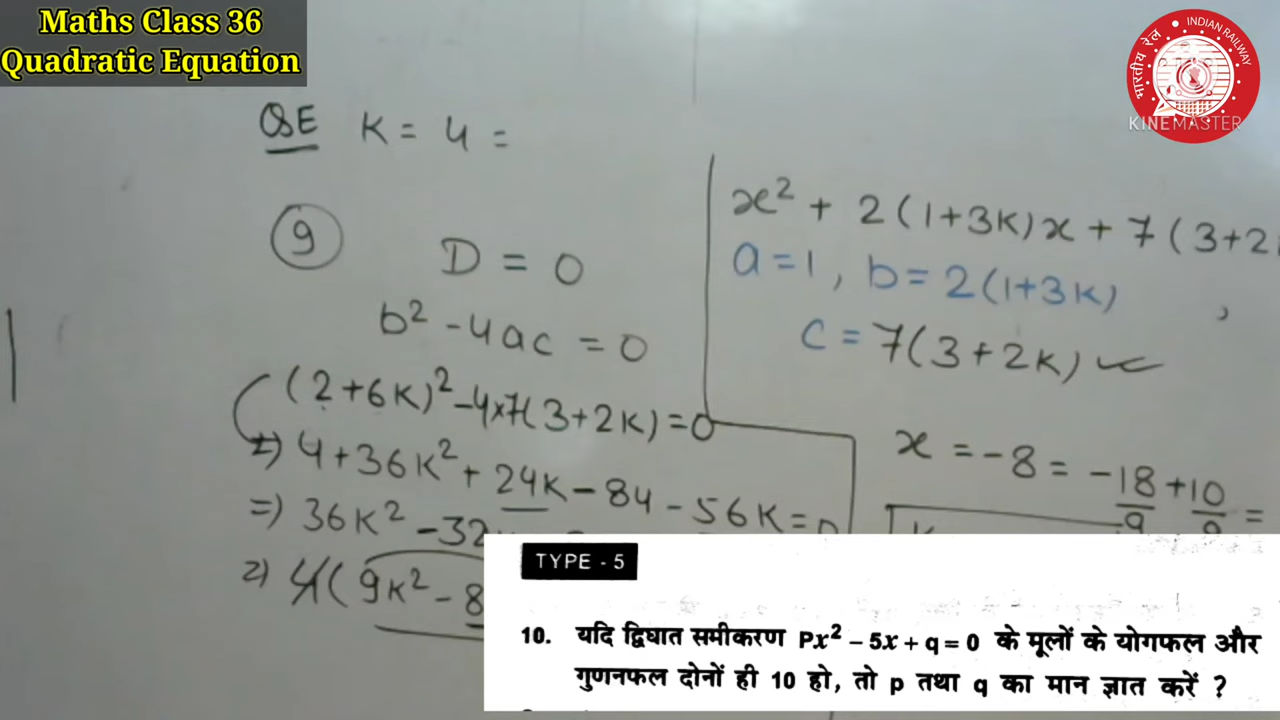 Maths Class 36
Quadratic Equation
भारतीय रेल
INDIAN RAILWAY
KINEMASTER
QBE K = 4 =
9
D = 0
b² - 4ac = 0
(2+6K)² - 4×7(3+2K) = 0
=) 4 + 36K² + 24K - 84 - 56K = 0
=) 36K² - 32
=) 4(9K² - 8
x² + 2(1+3K)x + 7(3+2
a = 1, b = 2(1+3K),
c = 7(3+2K)
x = -8 = -18/9 + 10/9 =
TYPE - 5
10. यदि द्विघात समीकरण Px² – 5x + q = 0 के मूलों के योगफल और
गुणनफल दोनों ही 10 हो, तो p तथा q का मान ज्ञात करें ?